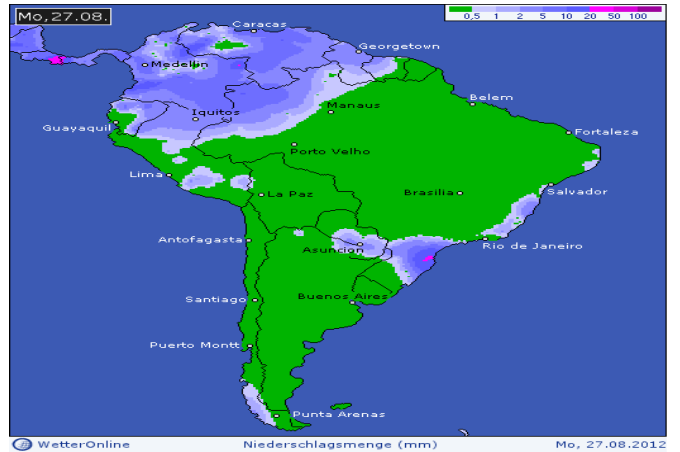 Mo,27.08.
0,5 1 2 5 10 20 50 100
Caracas
Georgetown
Medellin
Belem
Manaus
Iquitos
Guayaquil
Fortaleza
Porto Velho
Lima
La Paz
Brasilia
Salvador
Antofagasta
Asuncion
Rio de Janeiro
Santiago
Buenos Aires
Puerto Montt
Punta Arenas
WetterOnline Niederschlagsmenge (mm) Mo, 27.08.2012